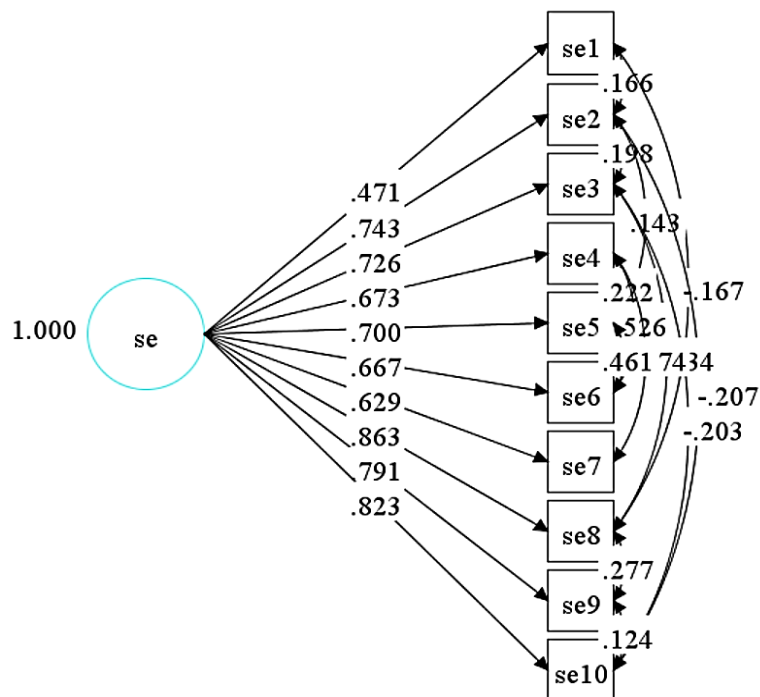 se1
.166
se2
.198
se3
.471
.743
.143
.726
se4
.673
.222
-.167
1.000
se
.700
se5
.526
.667
.461
se6
.629
-.207
.863
se7
-.203
.791
.823
se8
.277
se9
.124
se10